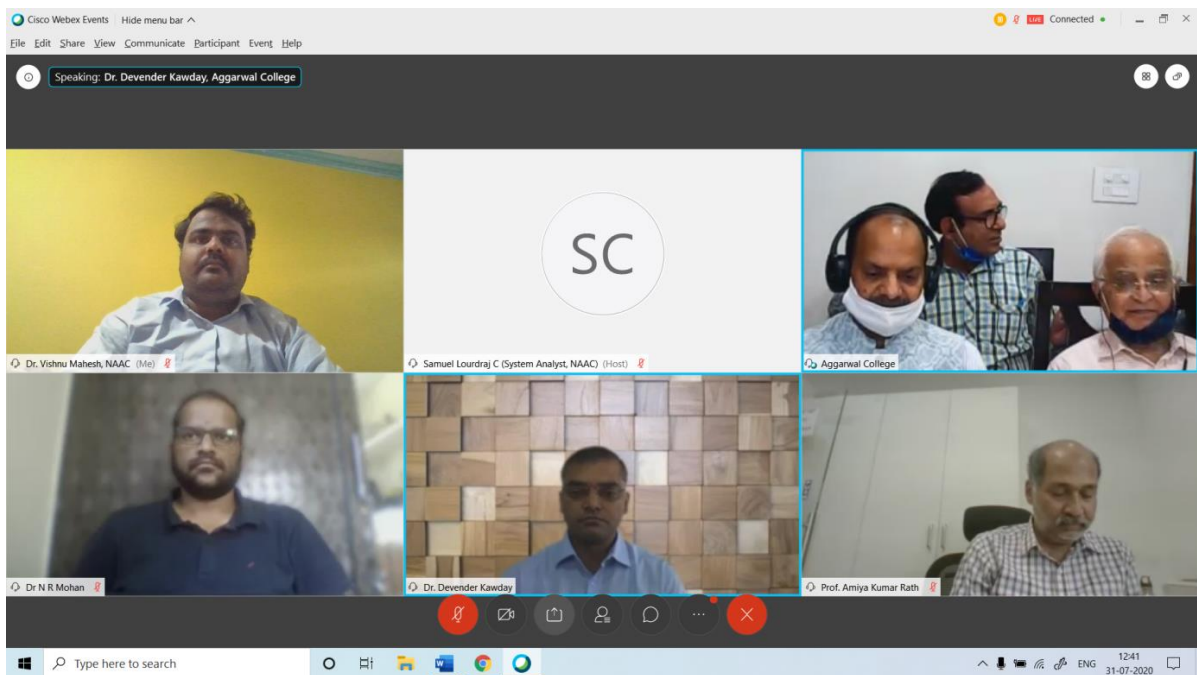 Cisco Webex Events
Hide menu bar
LIVE Connected
File Edit Share View Communicate Participant Event Help
Speaking: Dr. Devender Kawday, Aggarwal College
SC
Dr. Vishnu Mahesh, NAAC (Me)
Samuel Lourdraj C (System Analyst, NAAC) (Host)
Aggarwal College
Dr N R Mohan
Dr. Devender Kawday
Prof. Amiya Kumar Rath
Type here to search
ENG
12:41
31-07-2020